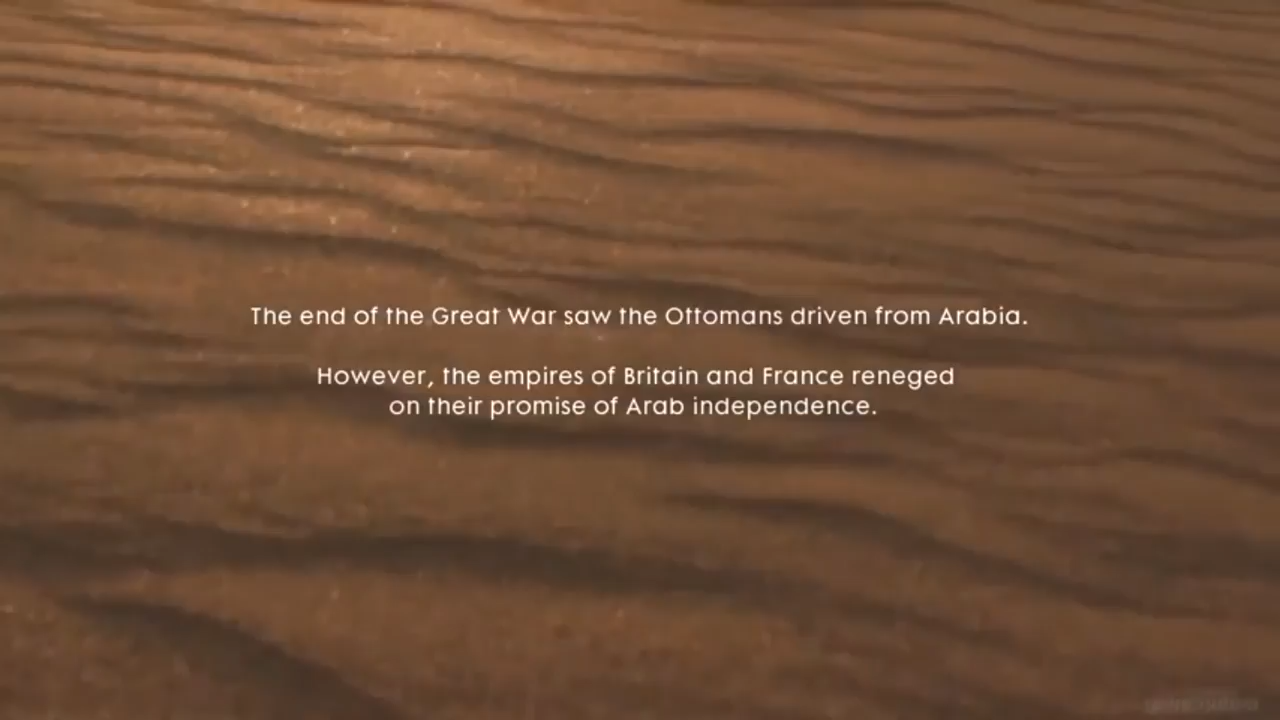 The end of the Great War saw the Ottomans driven from Arabia.
However, the empires of Britain and France reneged
on their promise of Arab independence.